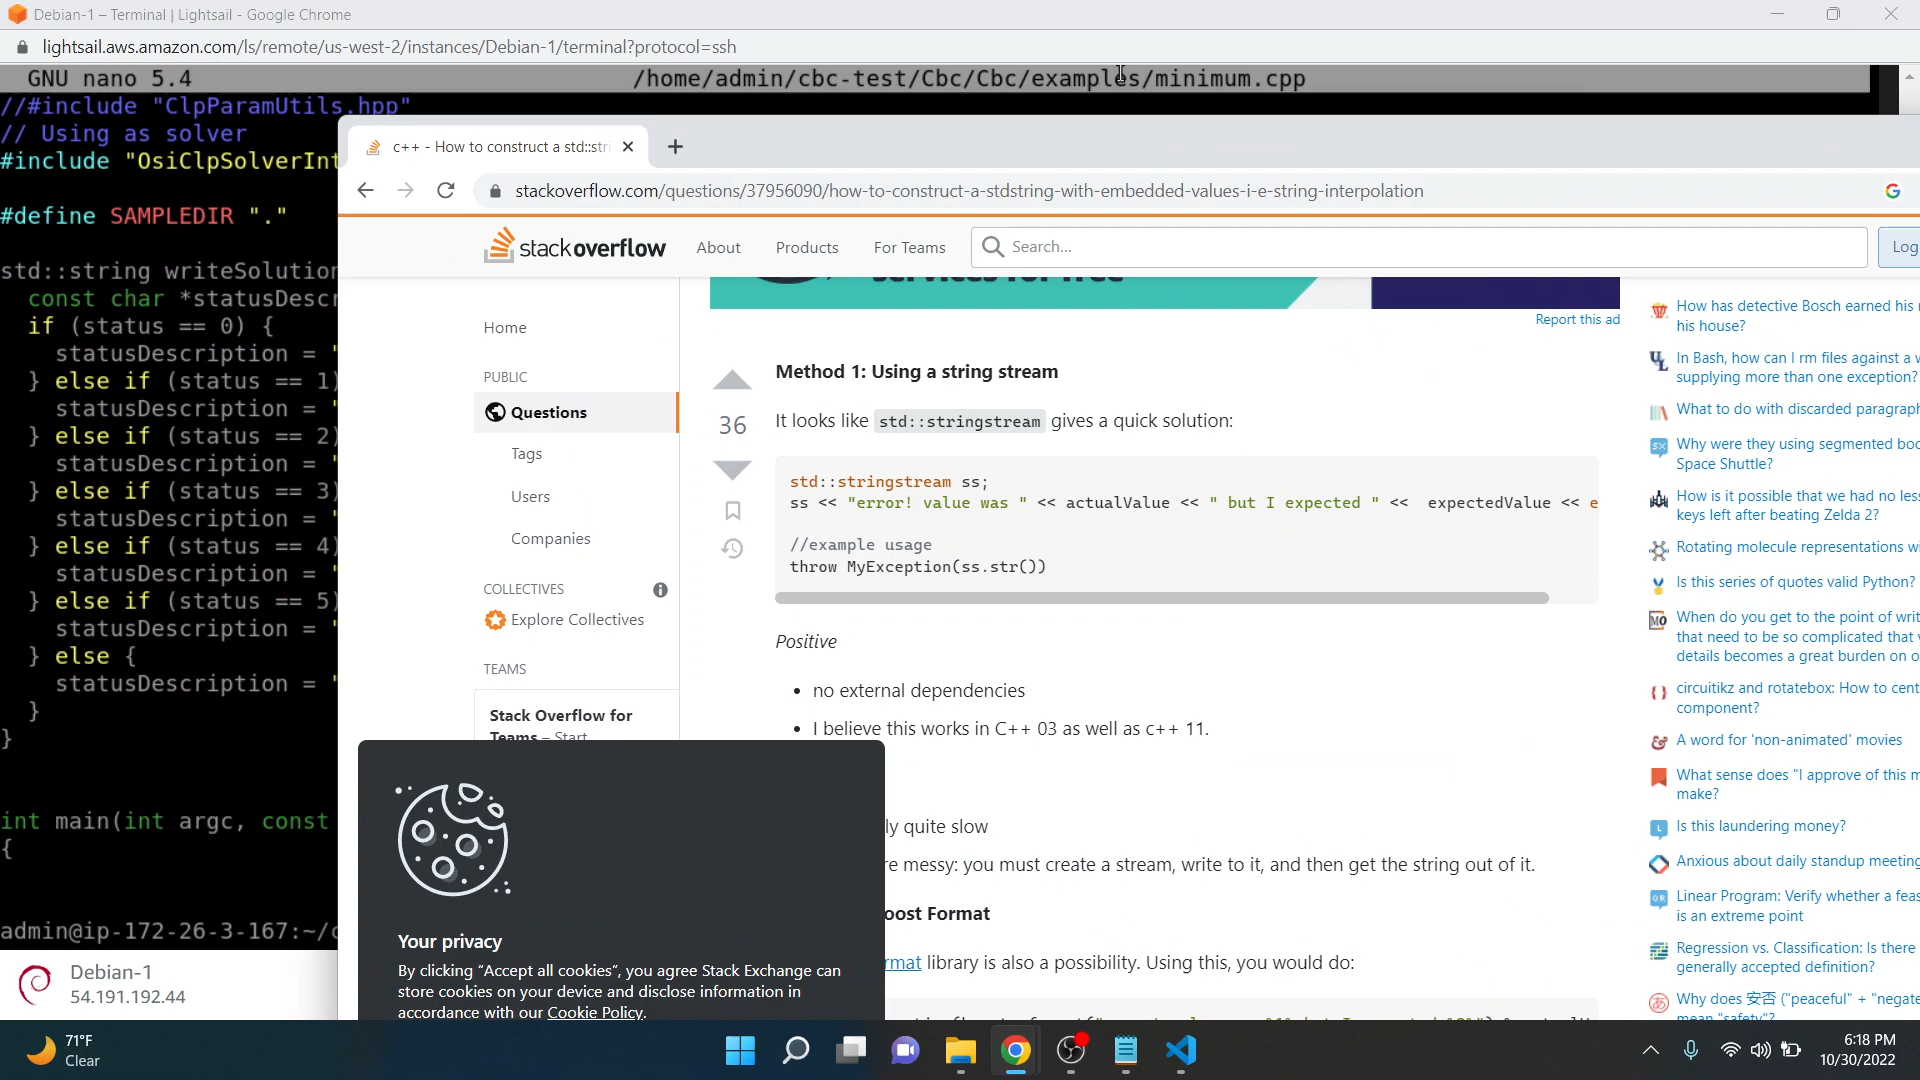 Debian-1 – Terminal | Lightsail - Google Chrome
lightsail.aws.amazon.com/ls/remote/us-west-2/instances/Debian-1/terminal?protocol=ssh
GNU nano 5.4 /home/admin/cbc-test/Cbc/Cbc/examples/minimum.cpp
//#include "ClpParamUtils.hpp"
// Using as solver
#include "OsiClpSolverInt
#define SAMPLEDIR "."
std::string writeSolution
const char *statusDescr
if (status == 0) {
statusDescription = "
} else if (status == 1)
statusDescription = "
} else if (status == 2)
statusDescription = "
} else if (status == 3)
statusDescription = "
} else if (status == 4)
statusDescription = "
} else if (status == 5)
statusDescription = "
} else {
statusDescription = "
}
}
int main(int argc, const
{
admin@ip-172-26-3-167:~/c
Debian-1
54.191.192.44
c++ - How to construct a std::stri
stackoverflow.com/questions/37956090/how-to-construct-a-stdstring-with-embedded-values-i-e-string-interpolation
stackoverflow
About
Products
For Teams
Search...
Log
Home
PUBLIC
Questions
Tags
Users
Companies
COLLECTIVES
Explore Collectives
TEAMS
Stack Overflow for
Teams – Start
services for free
Report this ad
36
Method 1: Using a string stream
It looks like std::stringstream gives a quick solution:
std::stringstream ss;
ss << "error! value was " << actualValue << " but I expected " << expectedValue << e
//example usage
throw MyException(ss.str())
Positive
• no external dependencies
• I believe this works in C++ 03 as well as c++ 11.
ly quite slow
re messy: you must create a stream, write to it, and then get the string out of it.
oost Format
rmat library is also a possibility. Using this, you would do:
Your privacy
By clicking “Accept all cookies”, you agree Stack Exchange can
store cookies on your device and disclose information in
accordance with our Cookie Policy.
How has detective Bosch earned his
his house?
In Bash, how can I rm files against a w
supplying more than one exception?
What to do with discarded paragraph
Why were they using segmented boo
Space Shuttle?
How is it possible that we had no less
keys left after beating Zelda 2?
Rotating molecule representations wi
Is this series of quotes valid Python?
When do you get to the point of writ
that need to be so complicated that
details becomes a great burden on o
circuitikz and rotatebox: How to cent
component?
A word for 'non-animated' movies
What sense does "I approve of this m
make?
Is this laundering money?
Anxious about daily standup meeting
Linear Program: Verify whether a feas
is an extreme point
Regression vs. Classification: Is there
generally accepted definition?
Why does 安否 ("peaceful" + "negate
mean "safety"?
71°F
Clear
6:18 PM
10/30/2022